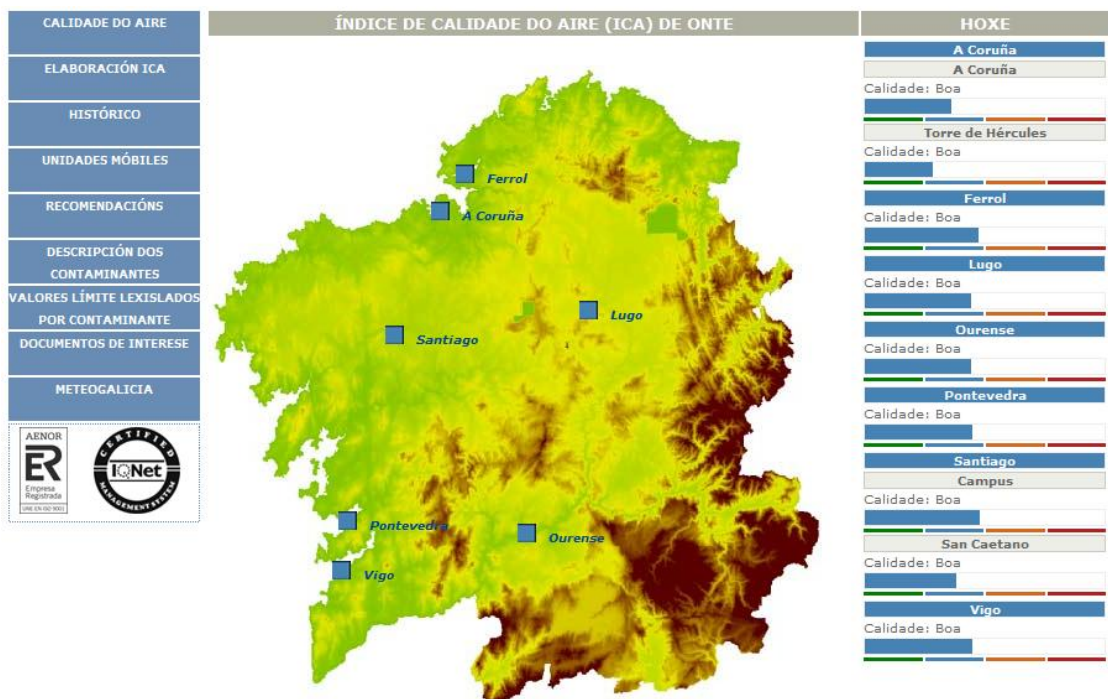 CALIDADE DO AIRE
ELABORACIÓN ICA
HISTÓRICO
UNIDADES MÓBILES
RECOMENDACIÓNS
DESCRIPCIÓN DOS
CONTAMINANTES
VALORES LÍMITE LEXISLADOS
POR CONTAMINANTE
DOCUMENTOS DE INTERESE
METEOGALICIA
AENOR
ER
Empresa
Registrada
UNE EN ISO 9001
CERTIFIED
IQNet
MANAGEMENT SYSTEM
ÍNDICE DE CALIDADE DO AIRE (ICA) DE ONTE
Ferrol
A Coruña
Lugo
Santiago
Pontevedra
Ourense
Vigo
HOXE
A Coruña
A Coruña
Calidade: Boa
Torre de Hércules
Calidade: Boa
Ferrol
Calidade: Boa
Lugo
Calidade: Boa
Ourense
Calidade: Boa
Pontevedra
Calidade: Boa
Santiago
Campus
Calidade: Boa
San Caetano
Calidade: Boa
Vigo
Calidade: Boa